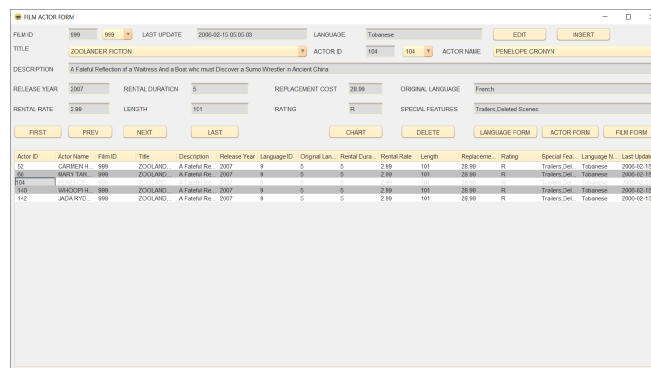 FILM ACTOR FORM
FILM ID 999 999 LAST UPDATE 2006-02-15 05:05:03 LANGUAGE Tobanese EDIT INSERT
TITLE ZOOLANDER FICTION ACTOR ID 104 104 ACTOR NAME PENELOPE CRONYN
DESCRIPTION A Fateful Reflection of a Waitress And a Boat who must Discover a Sumo Wrestler in Ancient China
RELEASE YEAR 2007 RENTAL DURATION 5 REPLACEMENT COST 28.99 ORIGINAL LANGUAGE French
RENTAL RATE 2.99 LENGTH 101 RATING R SPECIAL FEATURES Trailers,Deleted Scenes
FIRST PREV NEXT LAST CHART DELETE LANGUAGE FORM ACTOR FORM FILM FORM
Actor ID Actor Name Film ID Title Description Release Year Language ID Original Lan... Rental Dura... Rental Rate Length Replaceme... Rating Special Fea... Language N... Last Update
52 CARMEN H... 999 ZOOLAND... A Fateful Re... 2007 9 5 5 2.99 101 28.99 R Trailers,Del... Tobanese 2006-02-15
66 MARY TAN... 999 ZOOLAND... A Fateful Re... 2007 9 5 5 2.99 101 28.99 R Trailers,Del... Tobanese 2006-02-15
104
140 WHOOPI H... 999 ZOOLAND... A Fateful Re... 2007 9 5 5 2.99 101 28.99 R Trailers,Del... Tobanese 2006-02-15
142 JADA RYD... 999 ZOOLAND... A Fateful Re... 2007 9 5 5 2.99 101 28.99 R Trailers,Del... Tobanese 2006-02-15